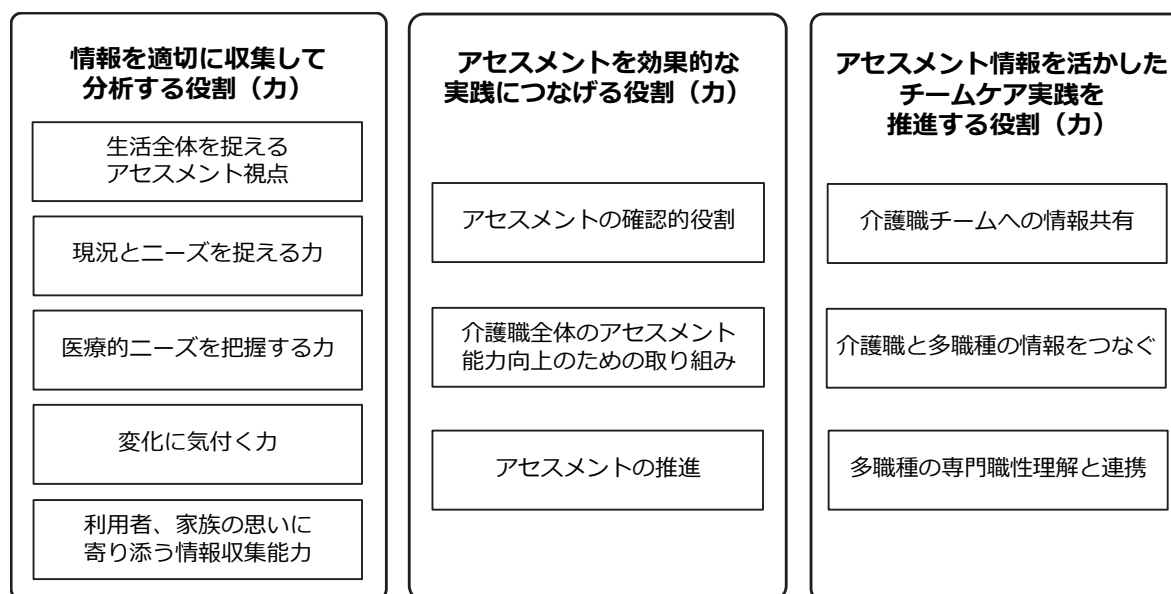 情報を適切に収集して
分析する役割（力）
生活全体を捉える
アセスメント視点
現況とニーズを捉える力
医療的ニーズを把握する力
変化に気付く力
利用者、家族の思いに
寄り添う情報収集能力
アセスメントを効果的な
実践につなげる役割（力）
アセスメントの確認的役割
介護職全体のアセスメント
能力向上のための取り組み
アセスメントの推進
アセスメント情報を活かした
チームケア実践を
推進する役割（力）
介護職チームへの情報共有
介護職と多職種の情報をつなぐ
多職種の専門職性理解と連携